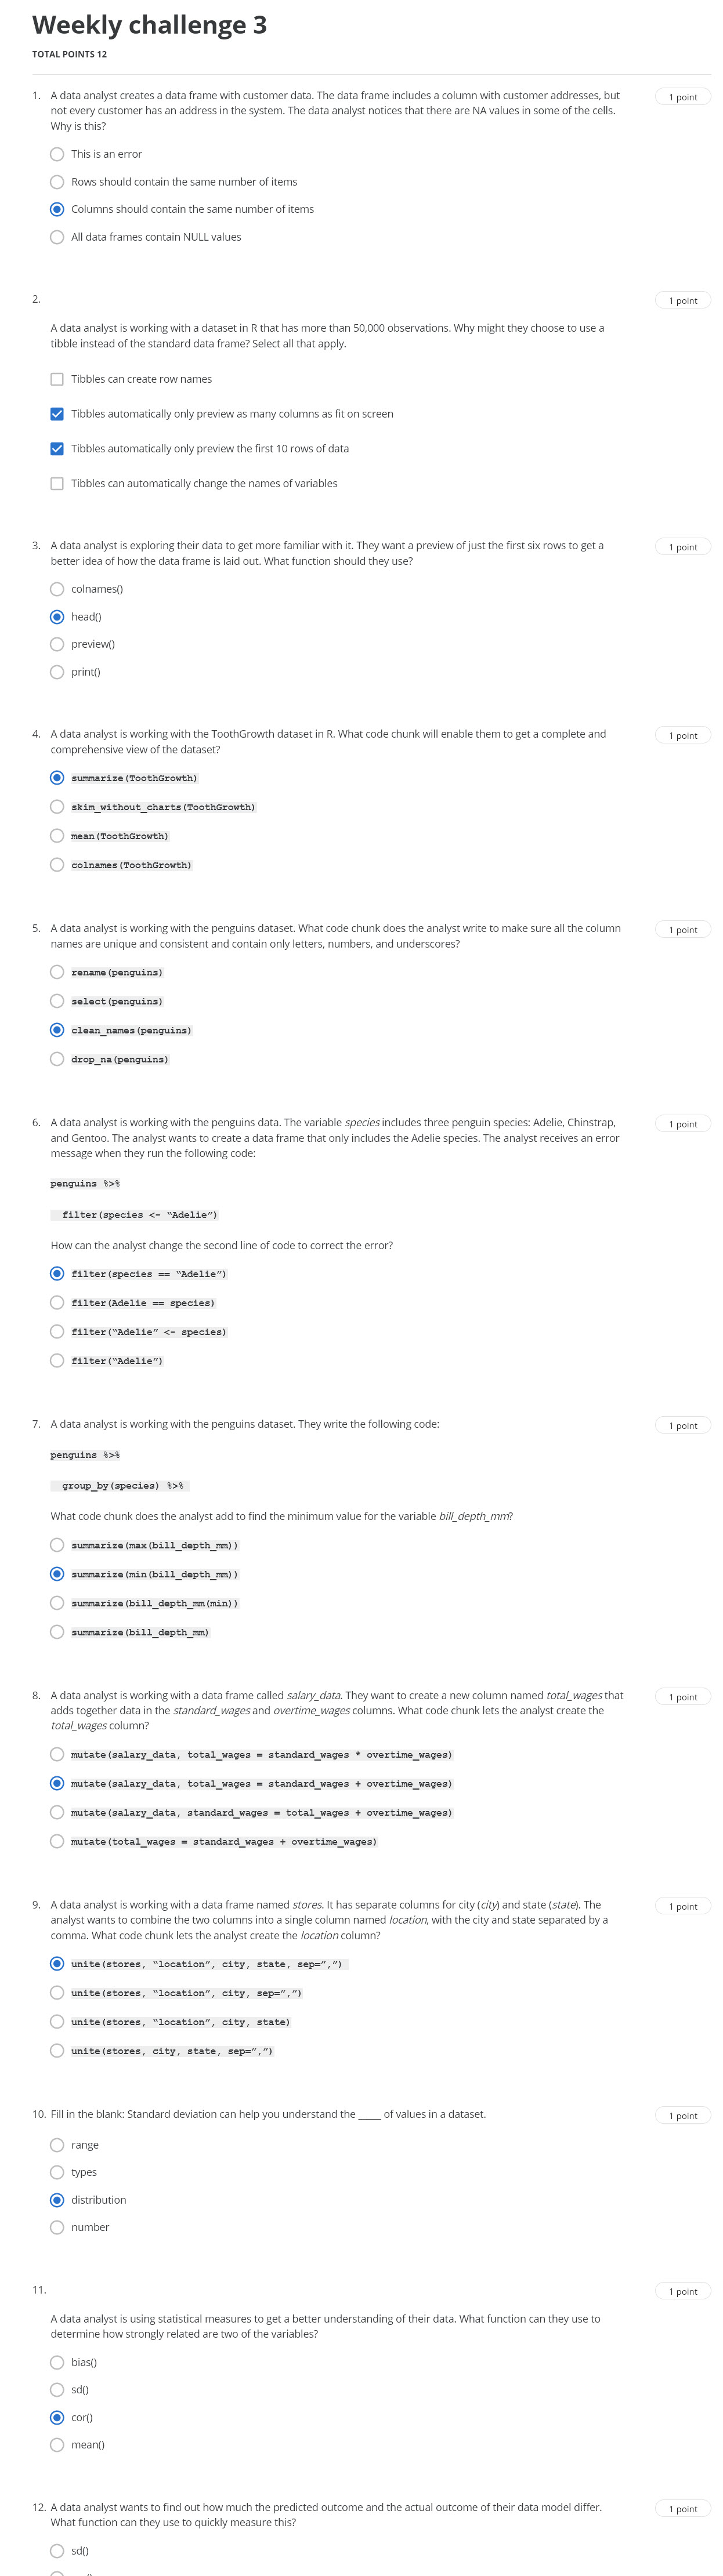 Weekly challenge 3
TOTAL POINTS 12
1. A data analyst creates a data frame with customer data. The data frame includes a column with customer addresses, but
1 point
not every customer has an address in the system. The data analyst notices that there are NA values in some of the cells.
Why is this?
This is an error
Rows should contain the same number of items
Columns should contain the same number of items
All data frames contain NULL values
2.
1 point
A data analyst is working with a dataset in R that has more than 50,000 observations. Why might they choose to use a
tibble instead of the standard data frame? Select all that apply.
Tibbles can create row names
Tibbles automatically only preview as many columns as fit on screen
Tibbles automatically only preview the first 10 rows of data
Tibbles can automatically change the names of variables
3. A data analyst is exploring their data to get more familiar with it. They want a preview of just the first six rows to get a
1 point
better idea of how the data frame is laid out. What function should they use?
colnames()
head()
preview()
print()
4. A data analyst is working with the ToothGrowth dataset in R. What code chunk will enable them to get a complete and
1 point
comprehensive view of the dataset?
summarize(ToothGrowth)
skim_without_charts(ToothGrowth)
mean(ToothGrowth)
colnames(ToothGrowth)
5. A data analyst is working with the penguins dataset. What code chunk does the analyst write to make sure all the column
1 point
names are unique and consistent and contain only letters, numbers, and underscores?
rename(penguins)
select(penguins)
clean_names(penguins)
drop_na(penguins)
6. A data analyst is working with the penguins data. The variable species includes three penguin species: Adelie, Chinstrap,
1 point
and Gentoo. The analyst wants to create a data frame that only includes the Adelie species. The analyst receives an error
message when they run the following code:
penguins %>%
filter(species <- “Adelie”)
How can the analyst change the second line of code to correct the error?
filter(species == “Adelie”)
filter(Adelie == species)
filter(“Adelie” <- species)
filter(“Adelie”)
7. A data analyst is working with the penguins dataset. They write the following code:
1 point
penguins %>%
group_by(species) %>%
What code chunk does the analyst add to find the minimum value for the variable bill_depth_mm?
summarize(max(bill_depth_mm))
summarize(min(bill_depth_mm))
summarize(bill_depth_mm(min))
summarize(bill_depth_mm)
8. A data analyst is working with a data frame called salary_data. They want to create a new column named total_wages that
1 point
adds together data in the standard_wages and overtime_wages columns. What code chunk lets the analyst create the
total_wages column?
mutate(salary_data, total_wages = standard_wages * overtime_wages)
mutate(salary_data, total_wages = standard_wages + overtime_wages)
mutate(salary_data, standard_wages = total_wages + overtime_wages)
mutate(total_wages = standard_wages + overtime_wages)
9. A data analyst is working with a data frame named stores. It has separate columns for city (city) and state (state). The
1 point
analyst wants to combine the two columns into a single column named location, with the city and state separated by a
comma. What code chunk lets the analyst create the location column?
unite(stores, “location”, city, state, sep=”,”)
unite(stores, “location”, city, sep=”,”)
unite(stores, “location”, city, state)
unite(stores, city, state, sep=”,”)
10. Fill in the blank: Standard deviation can help you understand the _____ of values in a dataset.
1 point
range
types
distribution
number
11.
1 point
A data analyst is using statistical measures to get a better understanding of their data. What function can they use to
determine how strongly related are two of the variables?
bias()
sd()
cor()
mean()
12. A data analyst wants to find out how much the predicted outcome and the actual outcome of their data model differ.
1 point
What function can they use to quickly measure this?
sd()